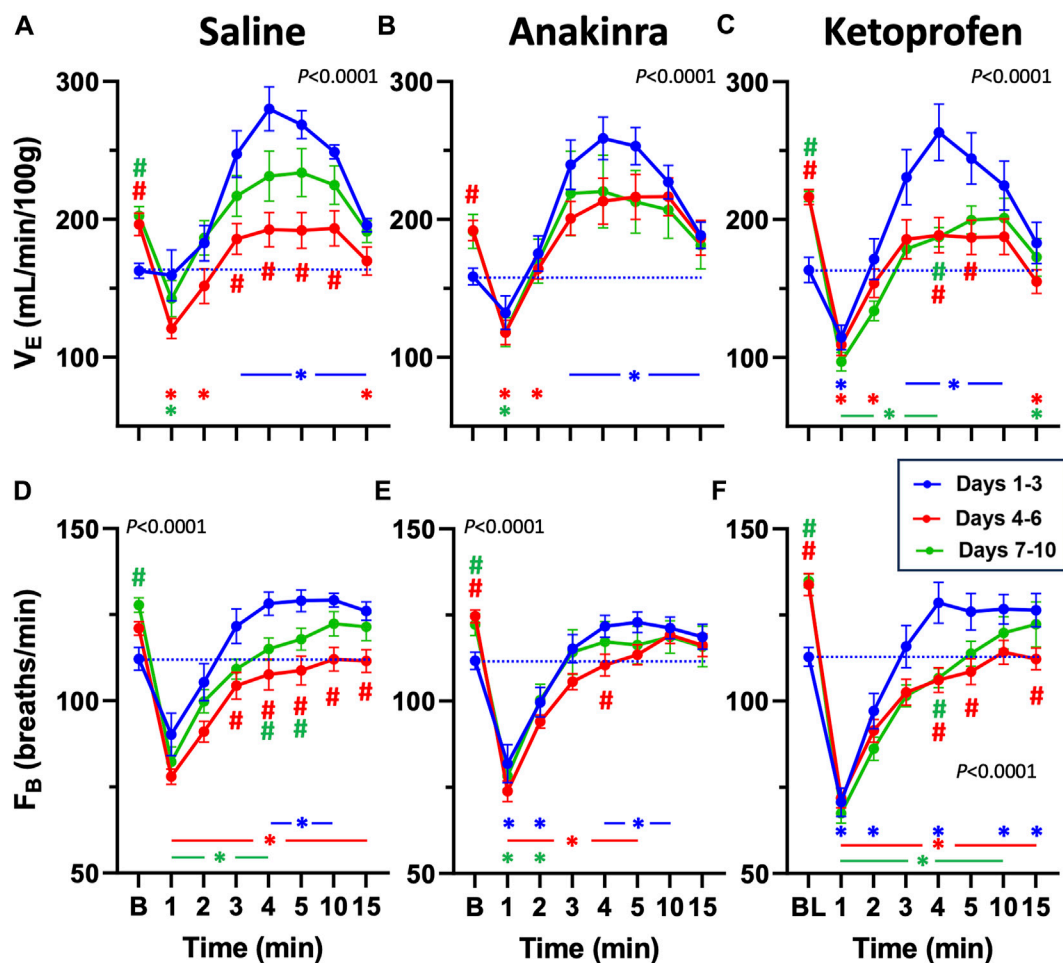 A Saline
B Anakinra
C Ketoprofen
P<0.0001
P<0.0001
P<0.0001
300
300
300
# # # #
#
# #
200
200
200
# # # #
# #
#
100
100
100
* *
* *
*
*
* *
*
*
* *
*
*
*
*
*
VE (mL/min/100g)
Days 1-3
Days 4-6
Days 7-10
D
E
F
P<0.0001
P<0.0001
P<0.0001
150
150
150
#
# #
# #
100
100
100
# # # # #
# #
#
# # # #
*
*
*
* * *
*
* *
* * * * *
*
*
50
50
50
FB (breaths/min)
B 1 2 3 4 5 10 15
B 1 2 3 4 5 10 15
BL 1 2 3 4 5 10 15
Time (min)
Time (min)
Time (min)